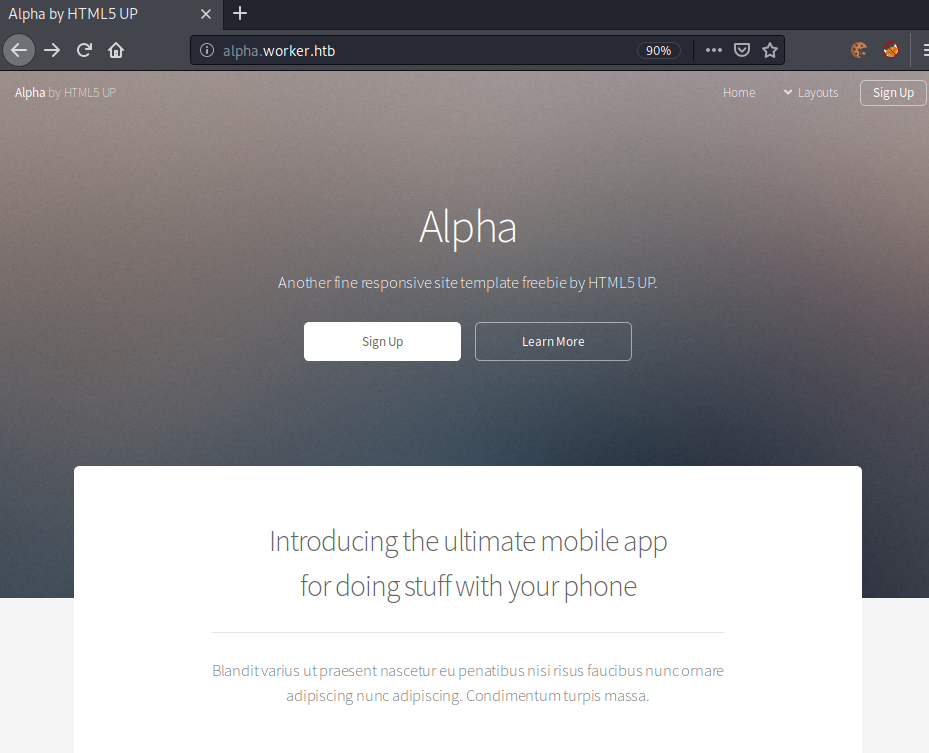 Alpha by HTML5 UP
alpha.worker.htb 90%
Alpha by HTML5 UP Home Layouts Sign Up
Alpha
Another fine responsive site template freebie by HTML5 UP.
Sign Up Learn More
Introducing the ultimate mobile app
for doing stuff with your phone
Blandit varius ut praesent nascetur eu penatibus nisi risus faucibus nunc ornare
adipiscing nunc adipiscing. Condimentum turpis massa.